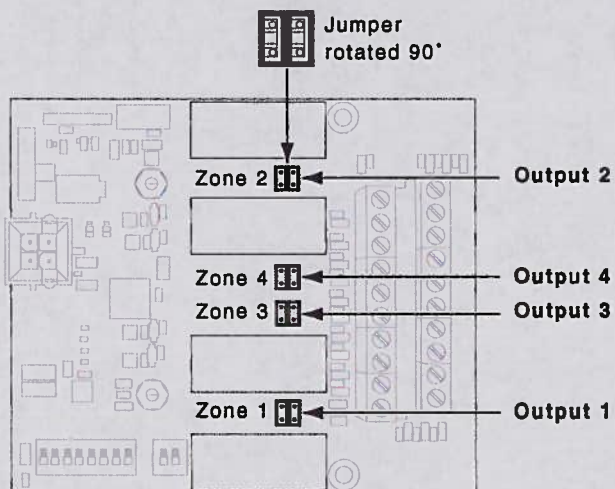 Jumper
rotated 90°
Zone 2
Output 2
Zone 4
Output 4
Zone 3
Output 3
Zone 1
Output 1